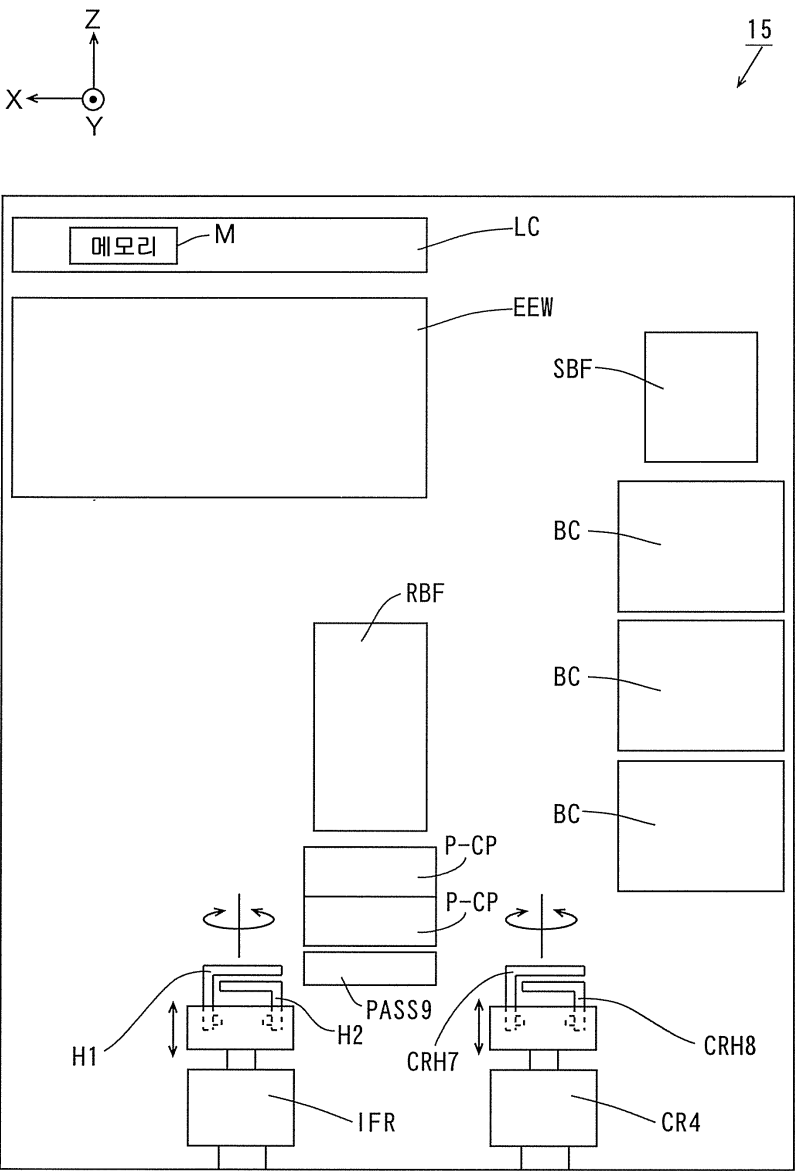 Z
15
X
Y
메모리
M
LC
EEW
SBF
BC
RBF
BC
BC
P-CP
P-CP
PASS9
H1
H2
CRH7
CRH8
IFR
CR4